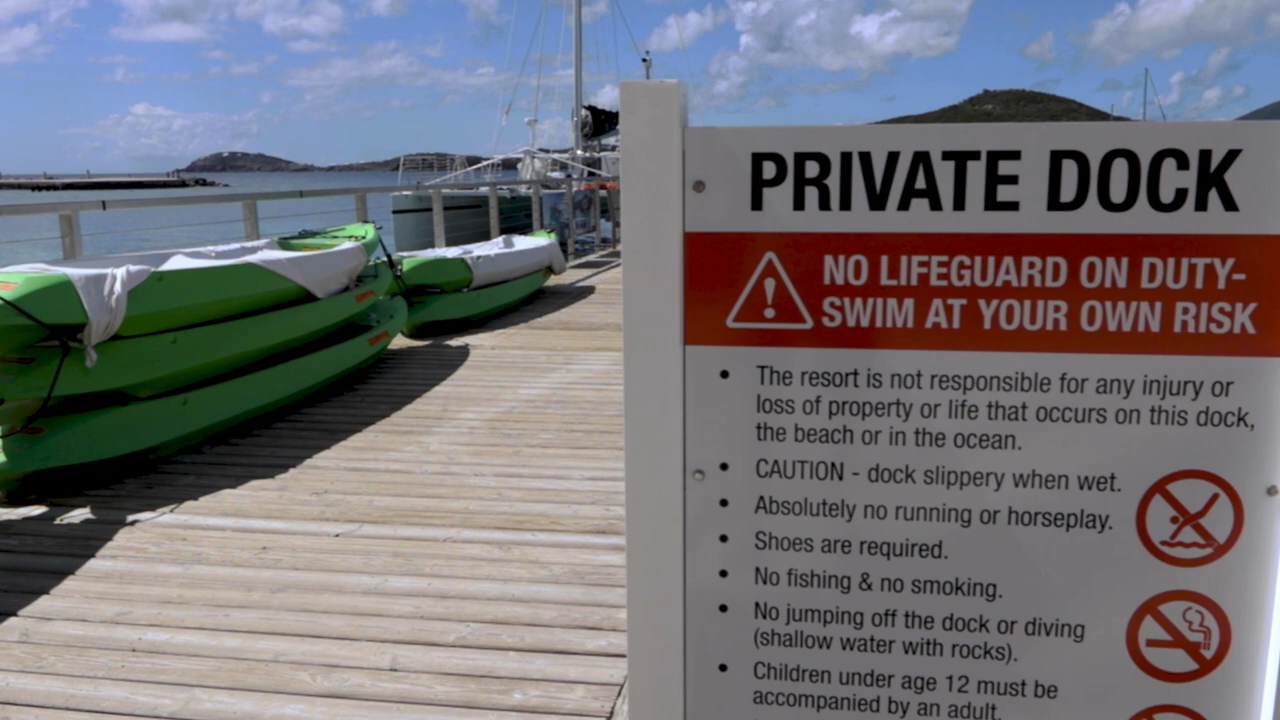 PRIVATE DOCK
NO LIFEGUARD ON DUTY-
SWIM AT YOUR OWN RISK
• The resort is not responsible for any injury or
loss of property or life that occurs on this dock,
the beach or in the ocean.
• CAUTION - dock slippery when wet.
• Absolutely no running or horseplay.
• Shoes are required.
• No fishing & no smoking.
• No jumping off the dock or diving
(shallow water with rocks).
• Children under age 12 must be
accompanied by an adult.